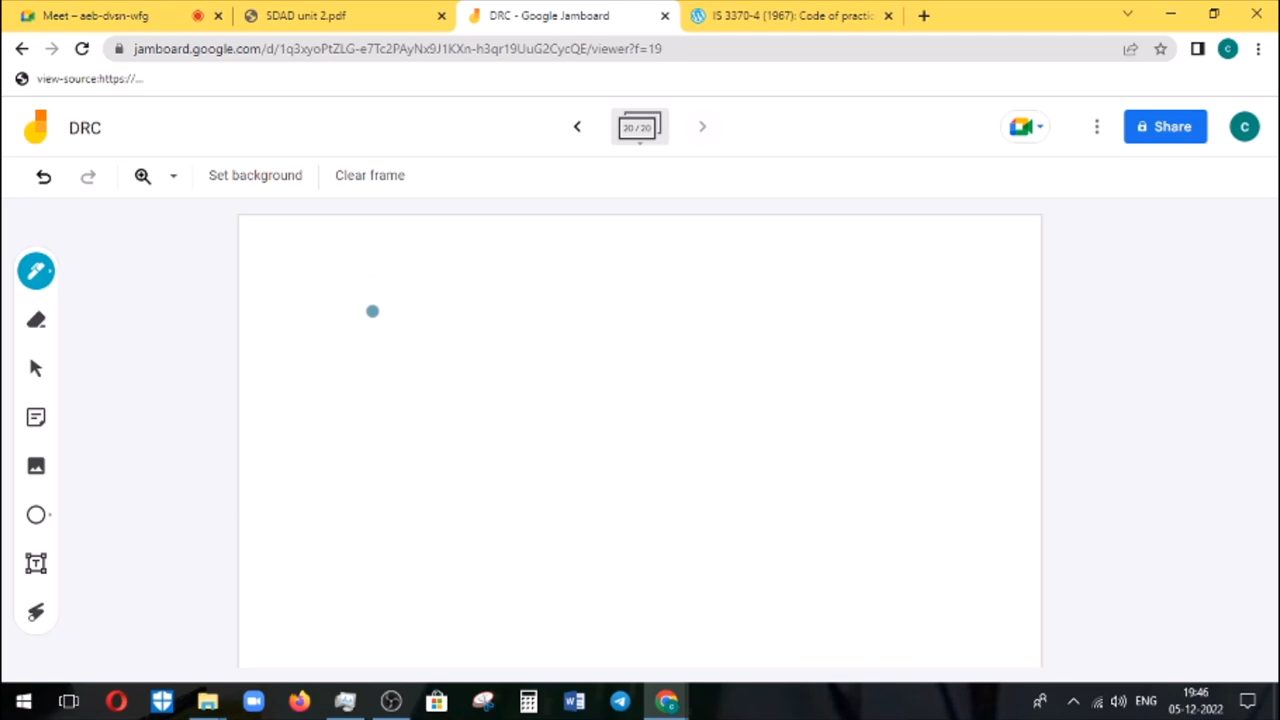 Meet – aeb-dvsn-wfg
SDAD unit 2.pdf
DRC - Google Jamboard
IS 3370-4 (1967): Code of practic
jamboard.google.com/d/1q3xyoPtZLG-e7Tc2PAyNx9J1KXn-h3qr19UuG2CycQE/viewer?f=19
C
view-source:https://...
DRC
20 / 20
Share
C
Set background
Clear frame
T
ENG
19:46
05-12-2022